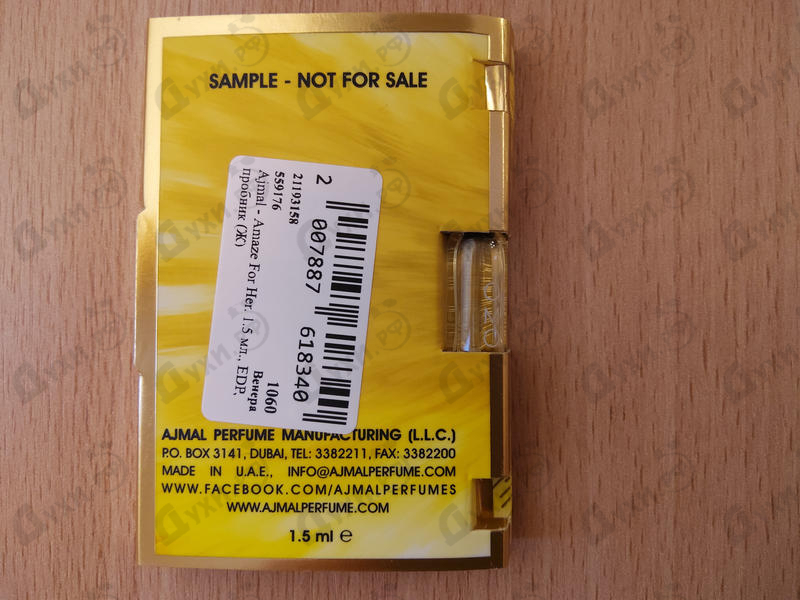 SAMPLE - NOT FOR SALE
2 007887 618340
21193158
559176
Ajmal - Amaze For Her. 1.5 мл., EDP,
пробник (Ж)
1060
Венера
AJMAL PERFUME MANUFACTURING (L.L.C.)
P.O. BOX 3141, DUBAI, TEL: 3382211, FAX: 3382200
MADE IN U.A.E., INFO@AJMALPERFUME.COM
WWW.FACEBOOK.COM/AJMALPERFUMES
WWW.AJMALPERFUME.COM
1.5 ml ℮
Духи.рф